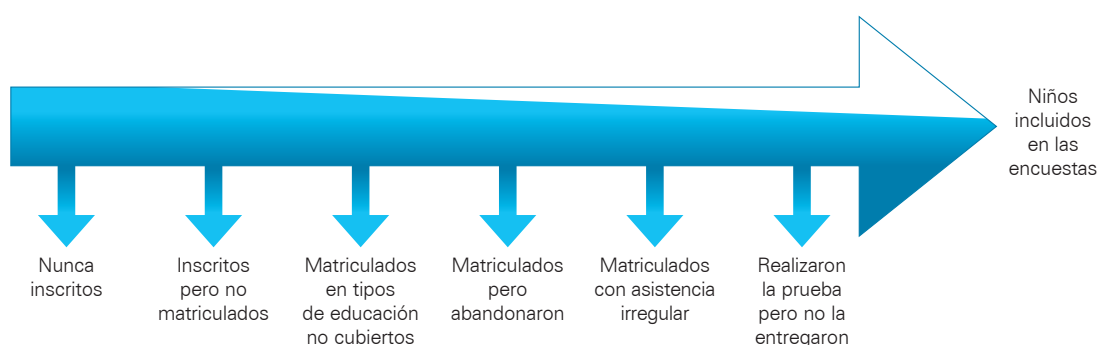 Niños
incluidos
en las
encuestas
Nunca
inscritos
Inscritos
pero no
matriculados
Matriculados
en tipos
de educación
no cubiertos
Matriculados
pero
abandonaron
Matriculados
con asistencia
irregular
Realizaron
la prueba
pero no la
entregaron